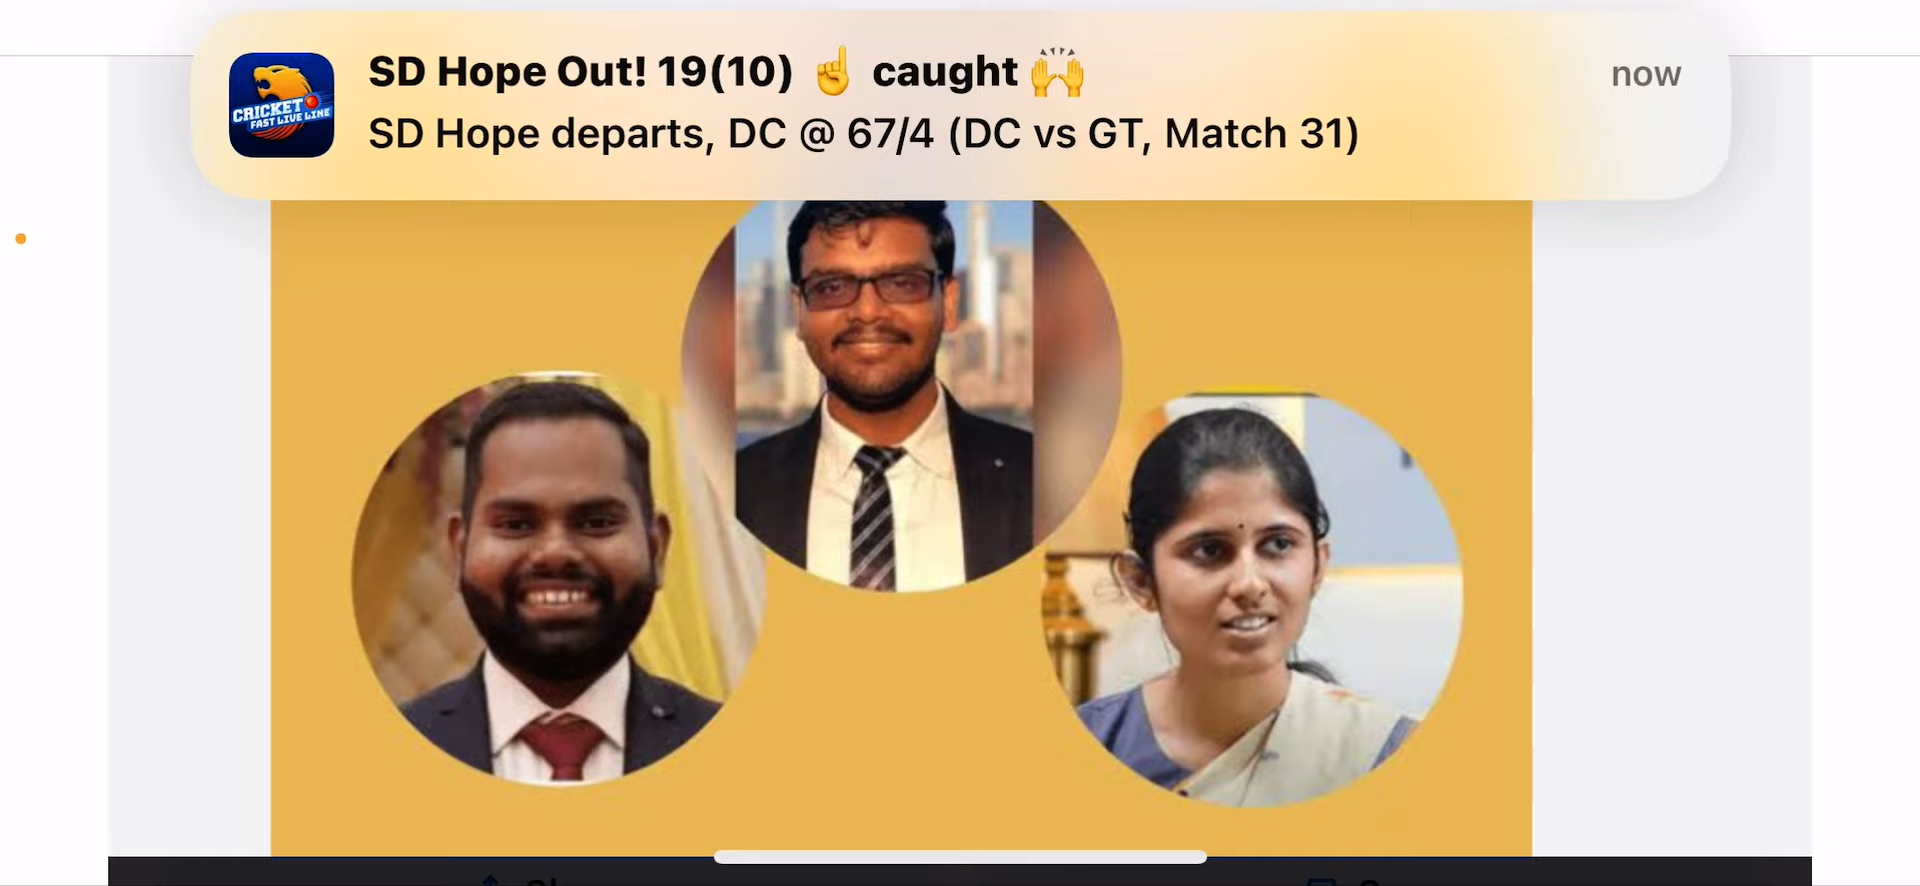 SD Hope Out! 19(10) ☝️ caught 🙌
now
SD Hope departs, DC @ 67/4 (DC vs GT, Match 31)
CRICKET
FAST LIVE LINE